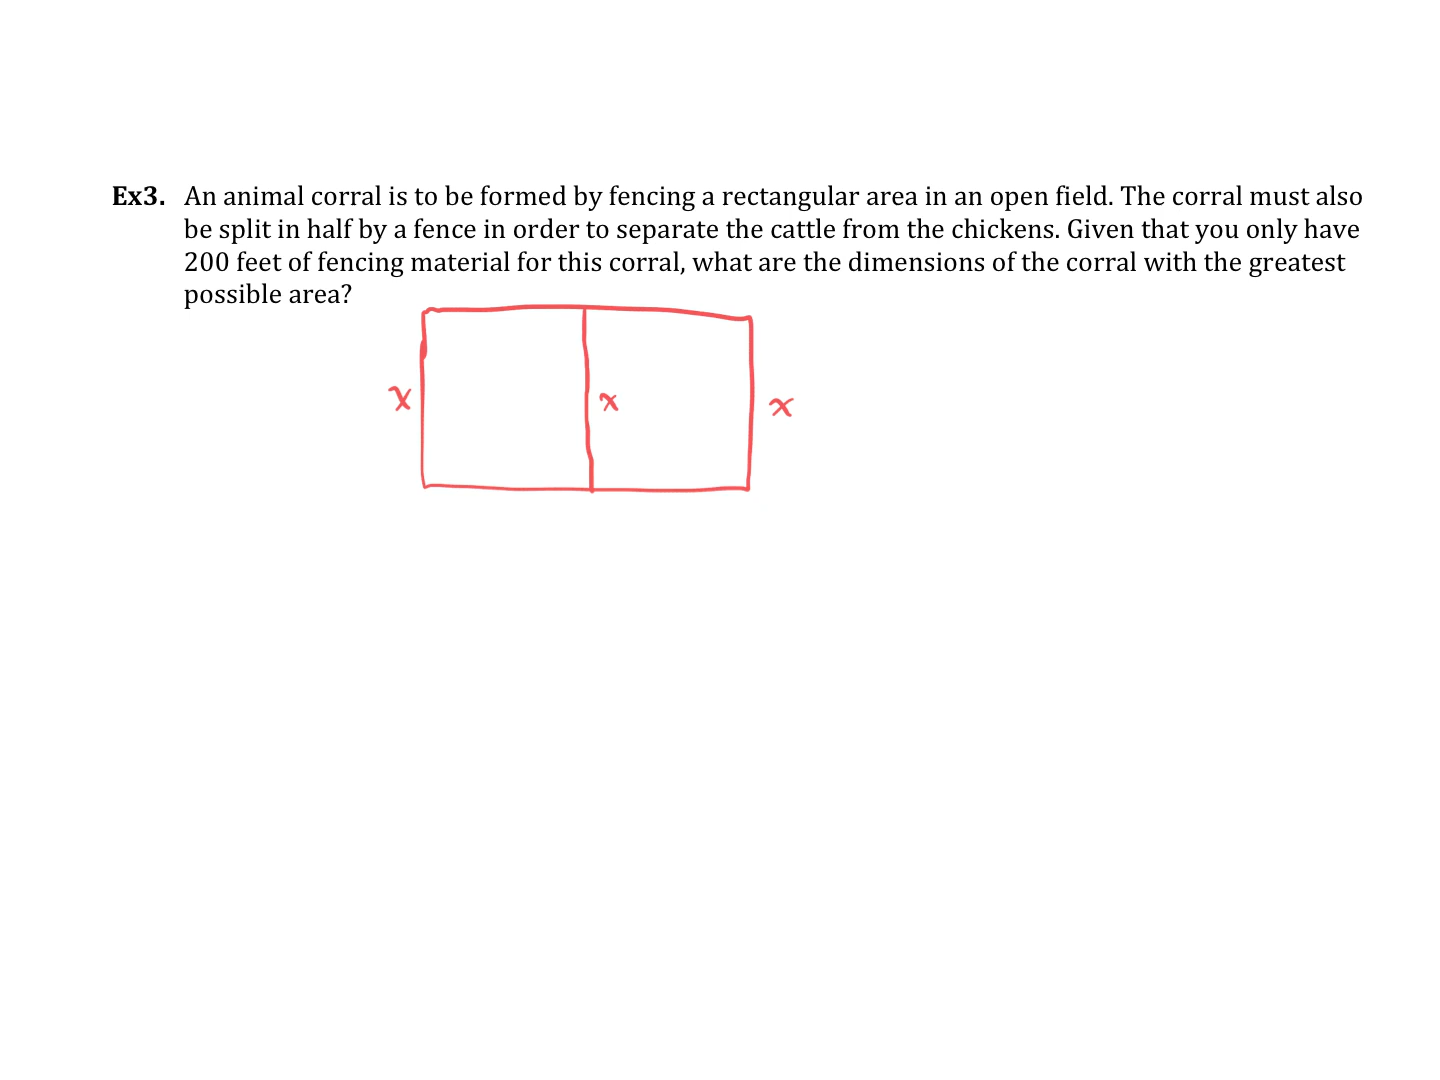 Ex3. An animal corral is to be formed by fencing a rectangular area in an open field. The corral must also
be split in half by a fence in order to separate the cattle from the chickens. Given that you only have
200 feet of fencing material for this corral, what are the dimensions of the corral with the greatest
possible area?
x x x